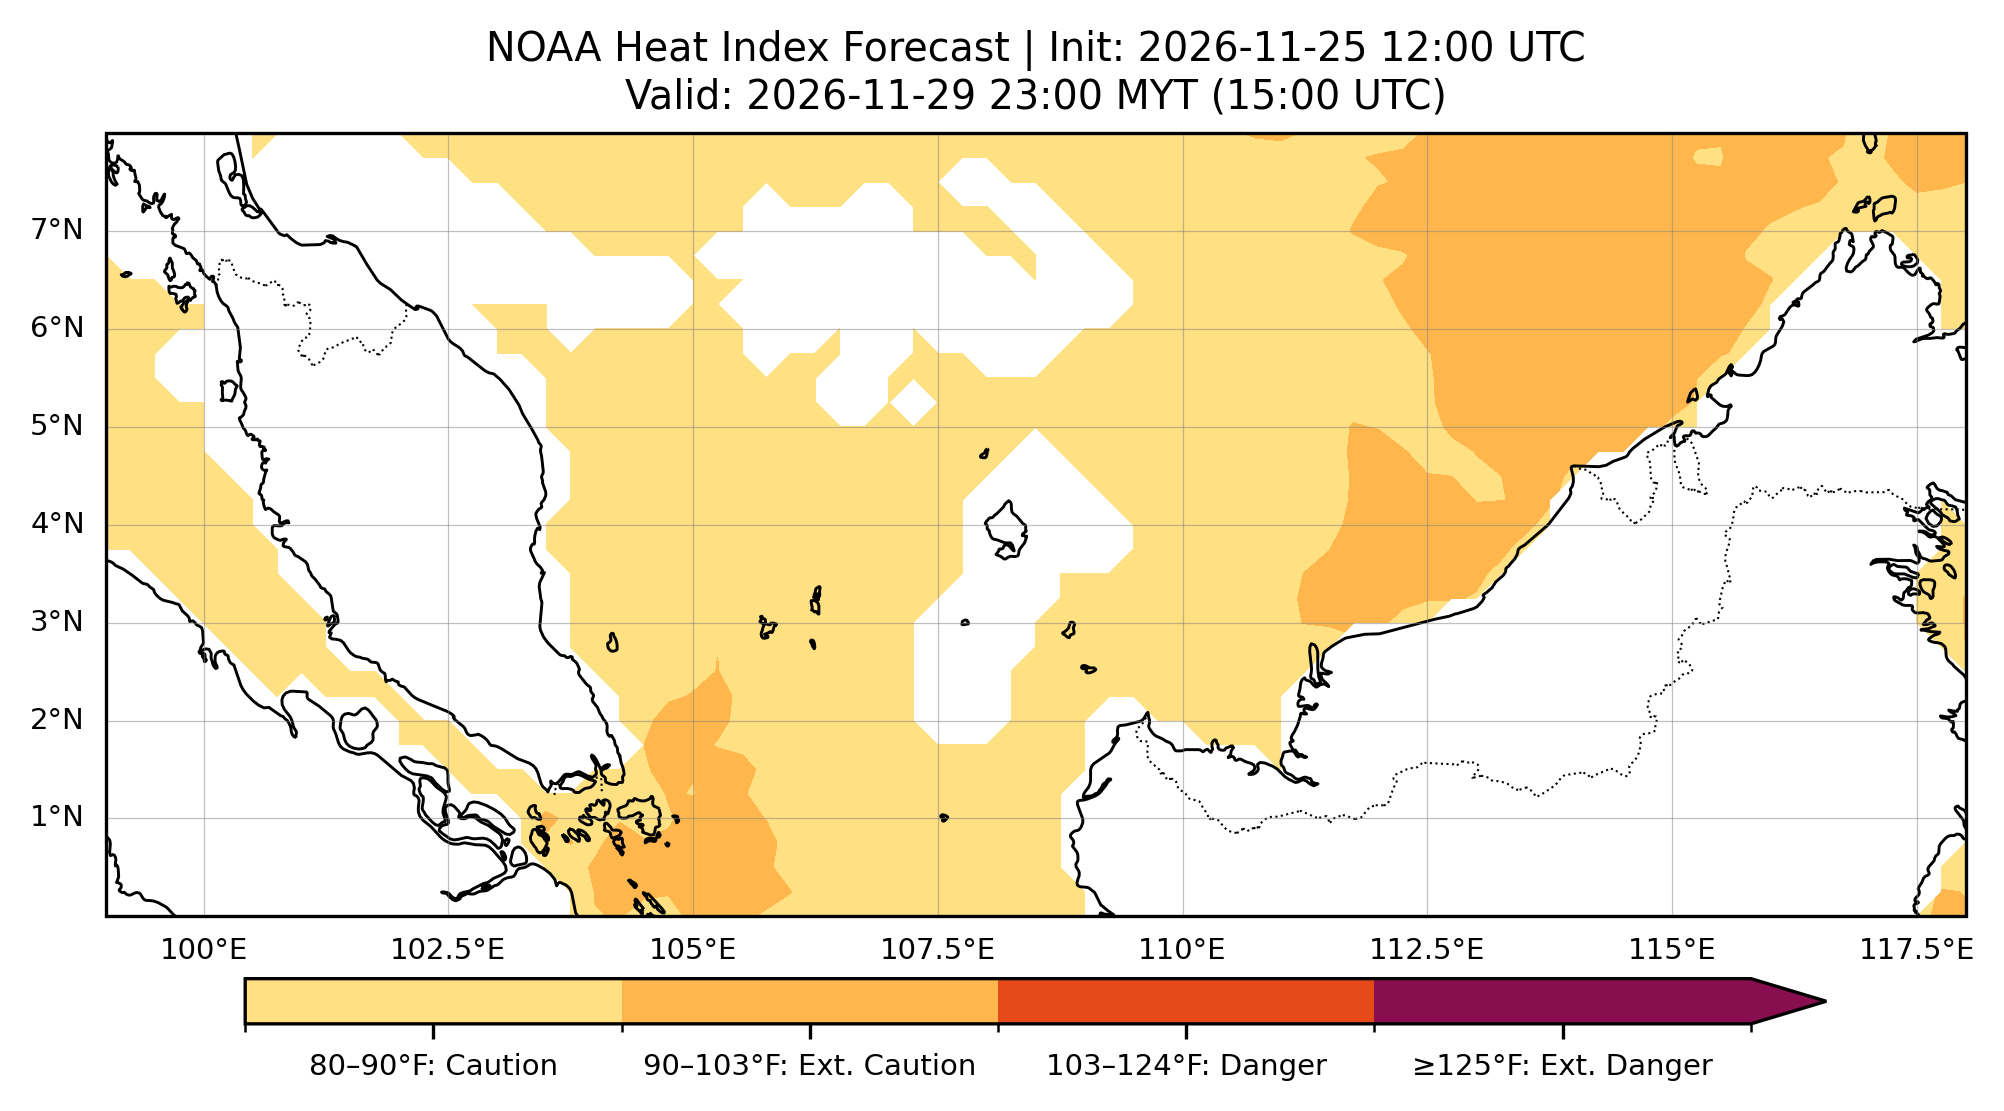 NOAA Heat Index Forecast | Init: 2026-11-25 12:00 UTC
Valid: 2026-11-29 23:00 MYT (15:00 UTC)
7°N
6°N
5°N
4°N
3°N
2°N
1°N
100°E
102.5°E
105°E
107.5°E
110°E
112.5°E
115°E
117.5°E
80–90°F: Caution
90–103°F: Ext. Caution
103–124°F: Danger
≥125°F: Ext. Danger